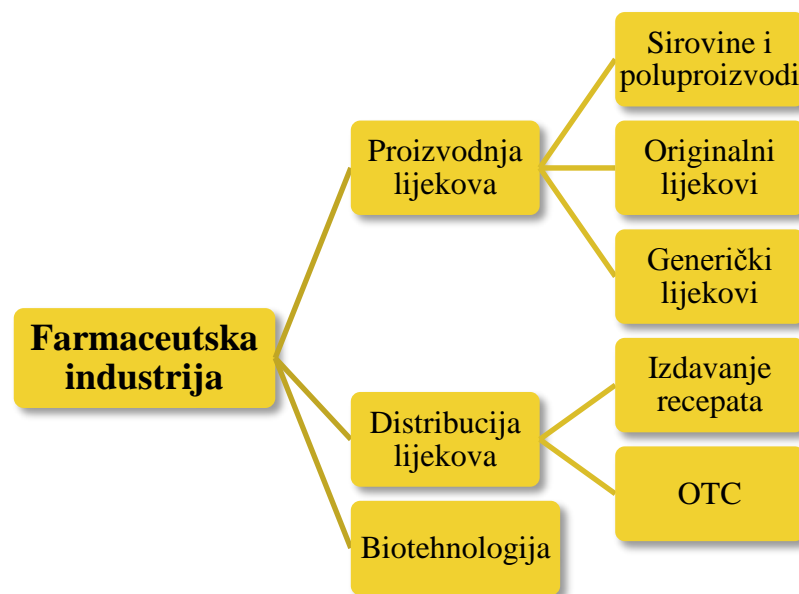 Farmaceutska
industrija
Proizvodnja
lijekova
Sirovine i
poluproizvodi
Originalni
lijekovi
Generički
lijekovi
Distribucija
lijekova
Izdavanje
recepata
OTC
Biotehnologija